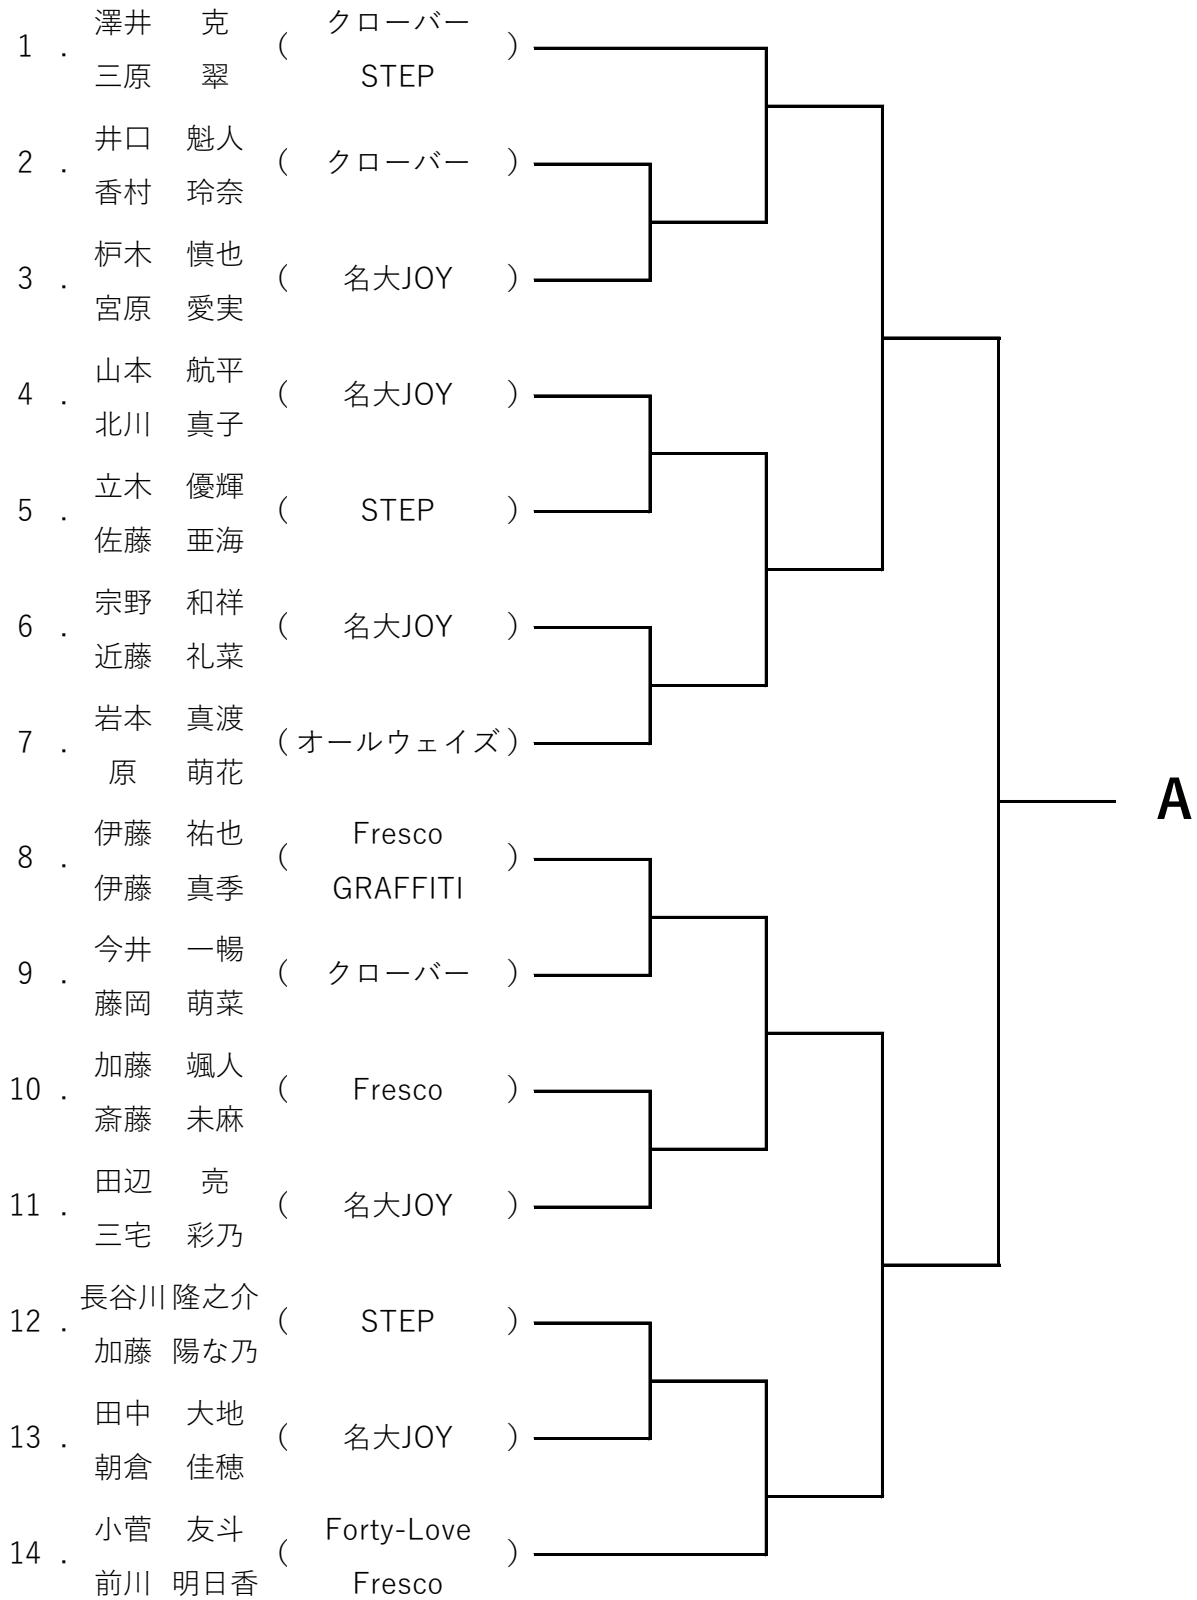 澤井 克 クローバー
1 . ( )
三原 翠 STEP
井口 魁人
2 . ( クローバー )
香村 玲奈
枦木 慎也
3 . ( 名大JOY )
宮原 愛実
山本 航平
4 . ( 名大JOY )
北川 真子
立木 優輝
5 . ( STEP )
佐藤 亜海
宗野 和祥
6 . ( 名大JOY )
近藤 礼菜
岩本 真渡
7 . ( オールウェイズ )
原 萌花
伊藤 祐也 Fresco
8 . ( )
伊藤 真季 GRAFFITI
今井 一暢
9 . ( クローバー )
藤岡 萌菜
加藤 颯人
10 . ( Fresco )
斎藤 未麻
田辺 亮
11 . ( 名大JOY )
三宅 彩乃
長谷川 隆之介
12 . ( STEP )
加藤 陽な乃
田中 大地
13 . ( 名大JOY )
朝倉 佳穂
小菅 友斗 Forty-Love
14 . ( )
前川 明日香 Fresco
A